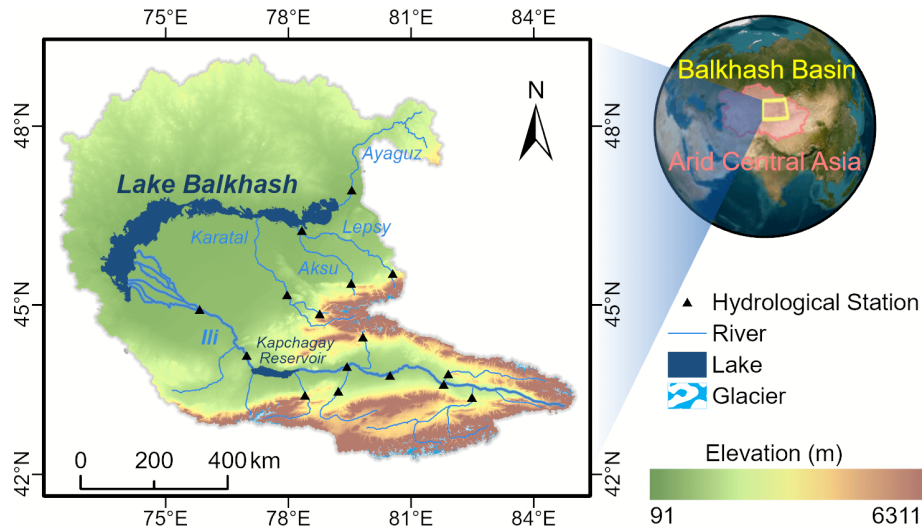 75°E 78°E 81°E 84°E
48°N
45°N
42°N
Ayaguz
Lake Balkhash
Karatal
Lepsy
Aksu
Ili
Kapchagay
Reservoir
N
0 200 400 km
48°N
45°N
42°N
75°E 78°E 81°E 84°E
Balkhash Basin
Arid Central Asia
Hydrological Station
River
Lake
Glacier
Elevation (m)
91 6311